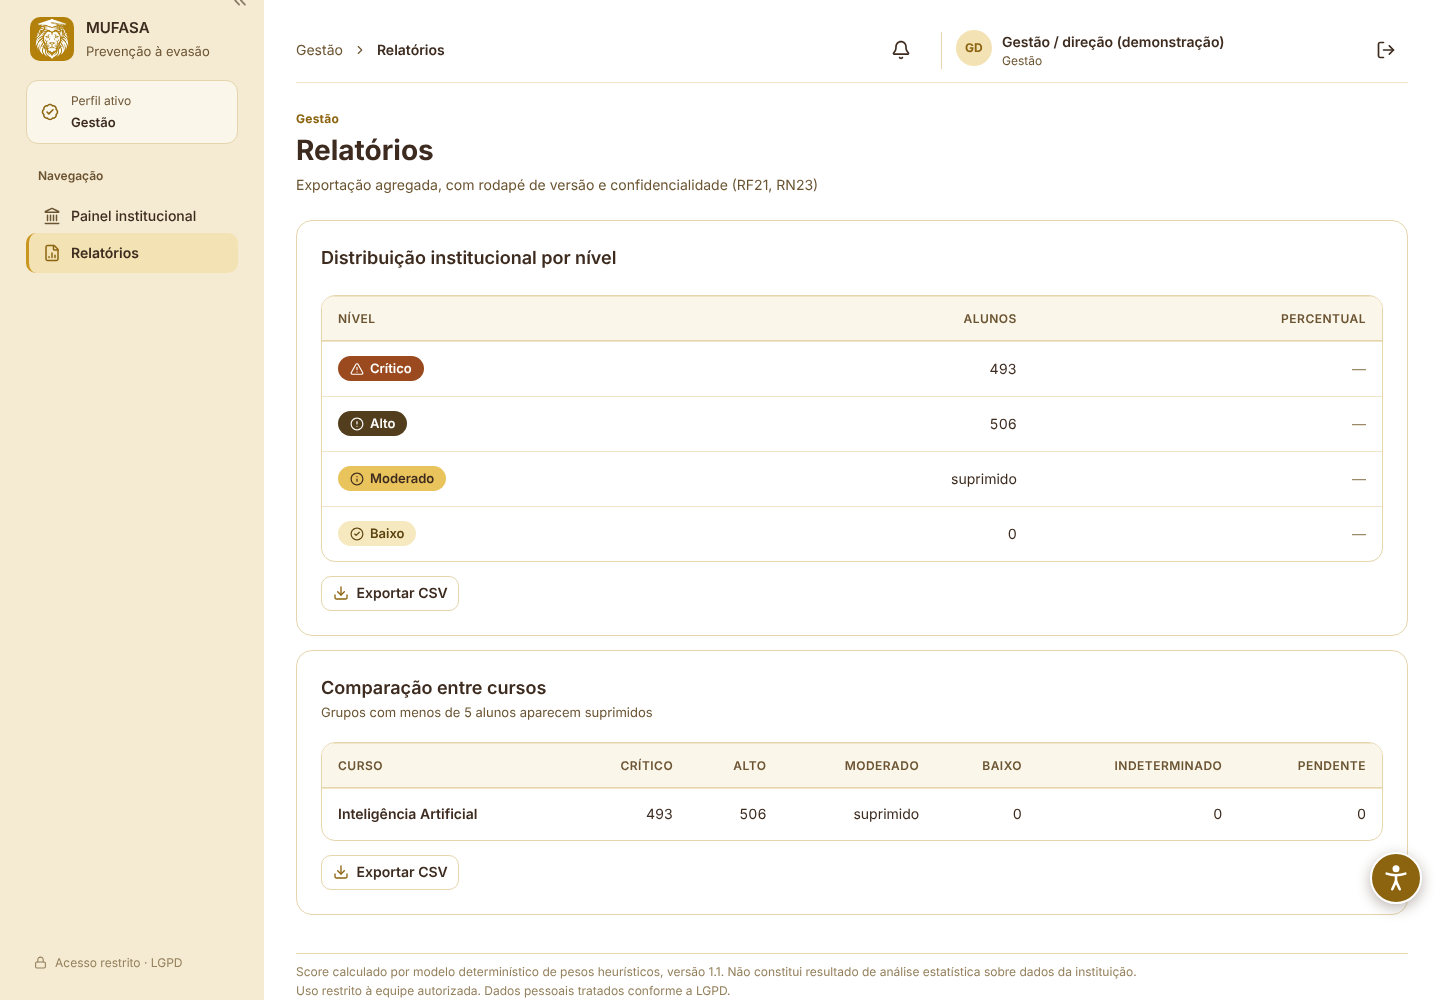 MUFASA
Prevenção à evasão
Perfil ativo
Gestão
Navegação
Painel institucional
Relatórios
Acesso restrito · LGPD
Gestão > Relatórios
GD
Gestão / direção (demonstração)
Gestão
Gestão
Relatórios
Exportação agregada, com rodapé de versão e confidencialidade (RF21, RN23)
Distribuição institucional por nível
NÍVEL ALUNOS PERCENTUAL
Crítico 493 —
Alto 506 —
Moderado suprimido —
Baixo 0 —
Exportar CSV
Comparação entre cursos
Grupos com menos de 5 alunos aparecem suprimidos
CURSO CRÍTICO ALTO MODERADO BAIXO INDETERMINADO PENDENTE
Inteligência Artificial 493 506 suprimido 0 0 0
Exportar CSV
Score calculado por modelo determinístico de pesos heurísticos, versão 1.1. Não constitui resultado de análise estatística sobre dados da instituição.
Uso restrito à equipe autorizada. Dados pessoais tratados conforme a LGPD.